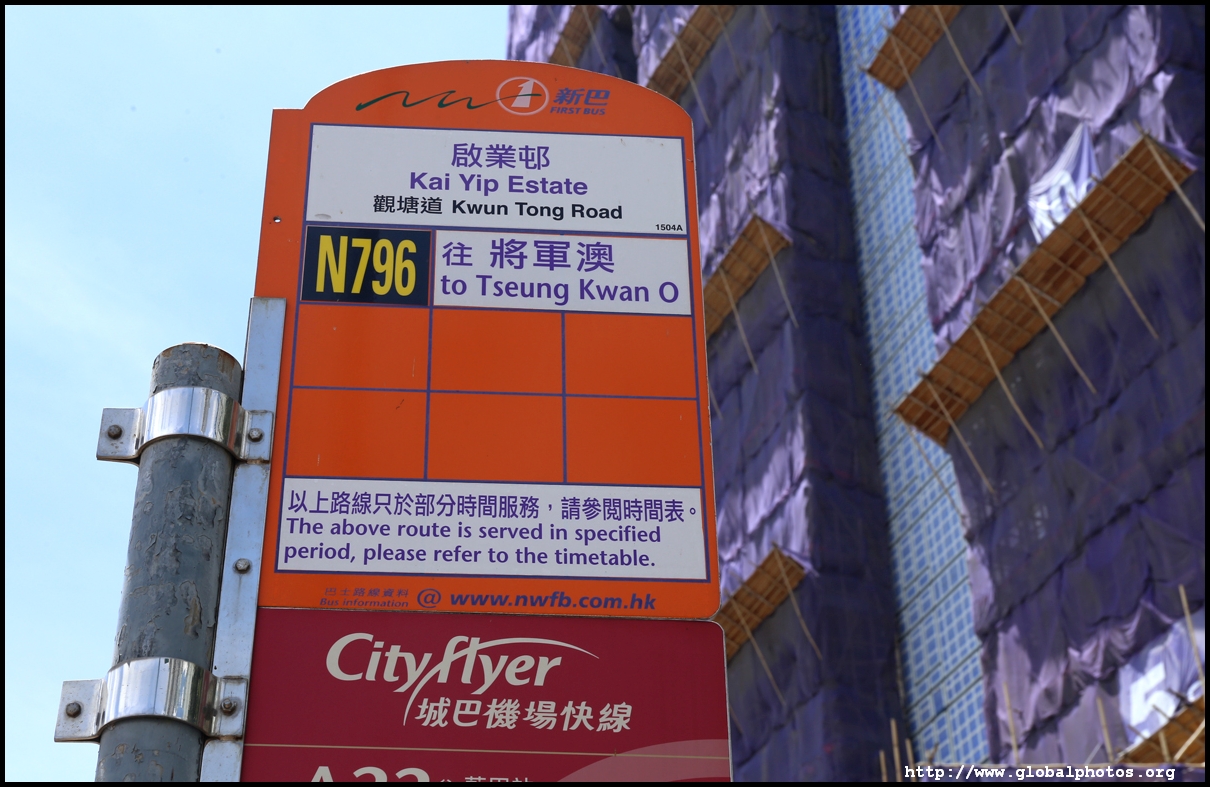 1 新巴
FIRST BUS
啟業邨
Kai Yip Estate
觀塘道 Kwun Tong Road
1504A
N796
往 將軍澳
to Tseung Kwan O
以上路線只於部分時間服務，請參閱時間表。
The above route is served in specified
period, please refer to the timetable.
巴士路線資料
Bus information @ www.nwfb.com.hk
Cityflyer
城巴機場快線
http://www.globalphotos.org